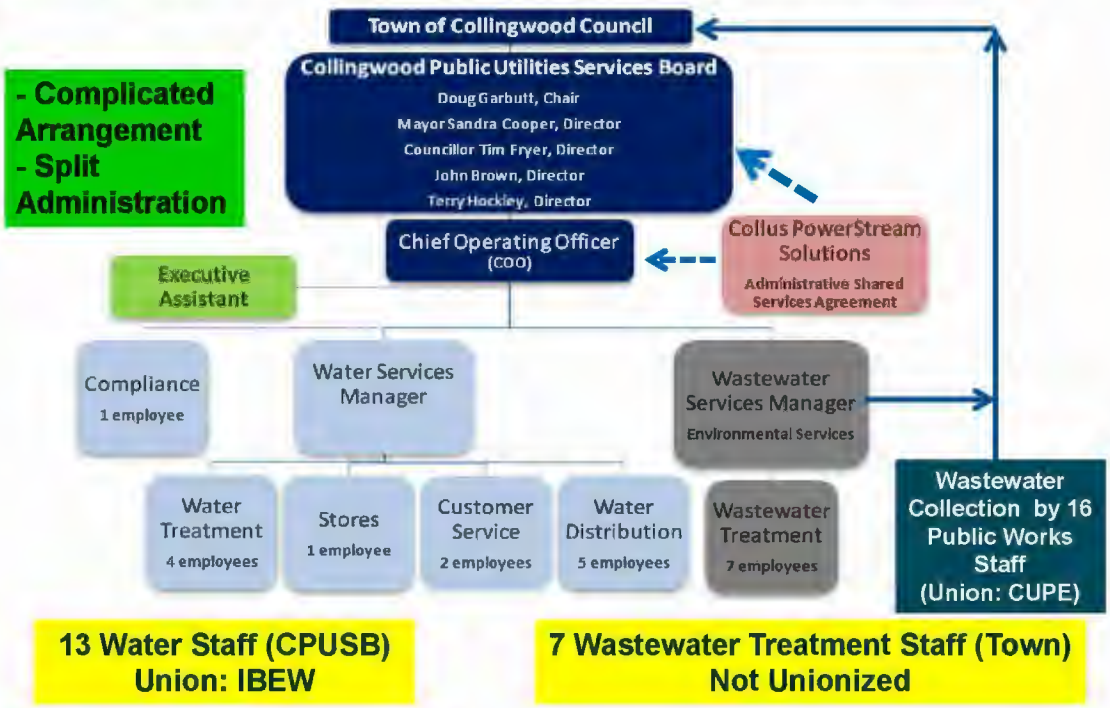 Town of Collingwood Council
Collingwood Public Utilities Services Board
Doug Garbutt, Chair
Mayor Sandra Cooper, Director
Councillor Tim Fryer, Director
John Brown, Director
Terry Hockley, Director
- Complicated
Arrangement
- Split
Administration
Chief Operating Officer
(COO)
Collus PowerStream
Solutions
Administrative Shared
Services Agreement
Executive
Assistant
Compliance
1 employee
Water Services
Manager
Wastewater
Services Manager
Environmental Services
Water
Treatment
4 employees
Stores
1 employee
Customer
Service
2 employees
Water
Distribution
5 employees
Wastewater
Treatment
7 employees
Wastewater
Collection by 16
Public Works
Staff
(Union: CUPE)
13 Water Staff (CPUSB)
Union: IBEW
7 Wastewater Treatment Staff (Town)
Not Unionized